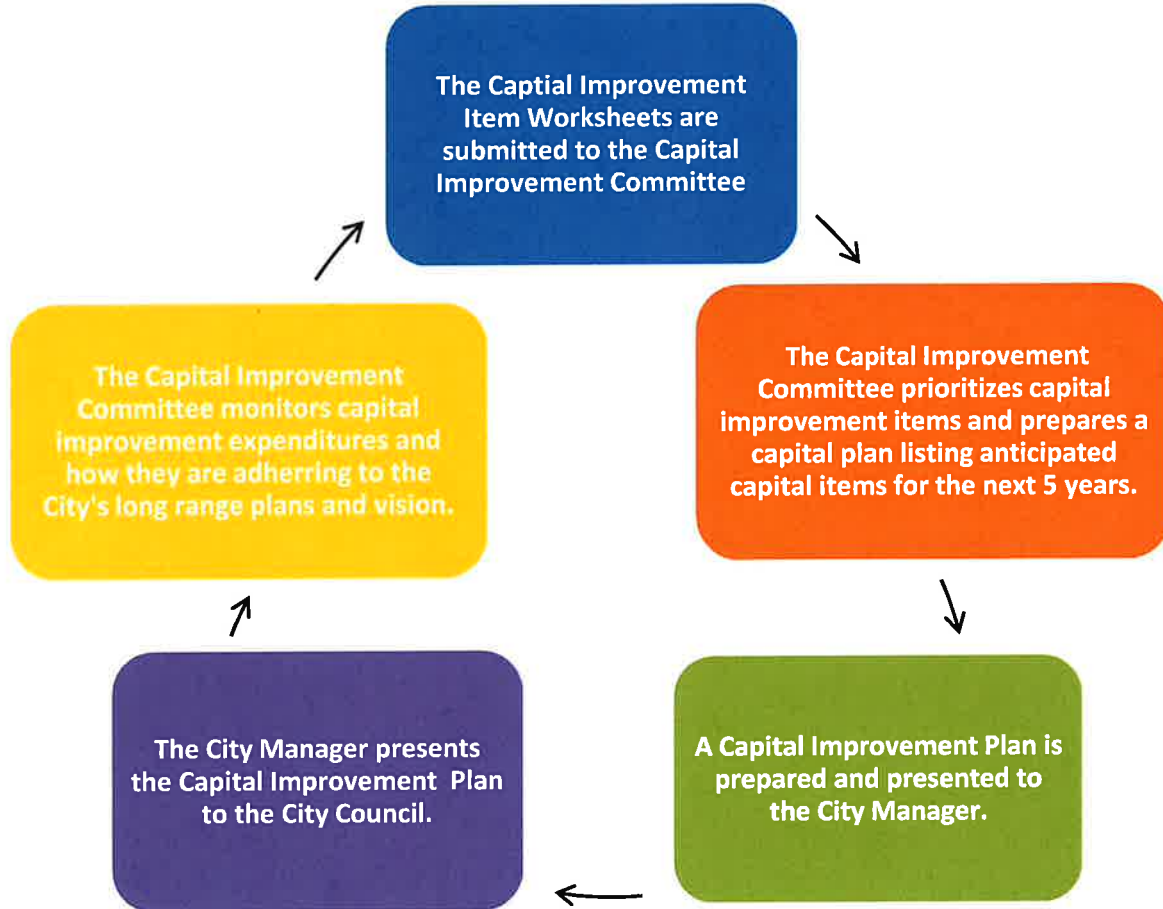 The Captial Improvement
Item Worksheets are
submitted to the Capital
Improvement Committee
The Capital Improvement
Committee prioritizes capital
improvement items and prepares a
capital plan listing anticipated
capital items for the next 5 years.
A Capital Improvement Plan is
prepared and presented to
the City Manager.
The City Manager presents
the Capital Improvement Plan
to the City Council.
The Capital Improvement
Committee monitors capital
improvement expenditures and
how they are adherring to the
City's long range plans and vision.